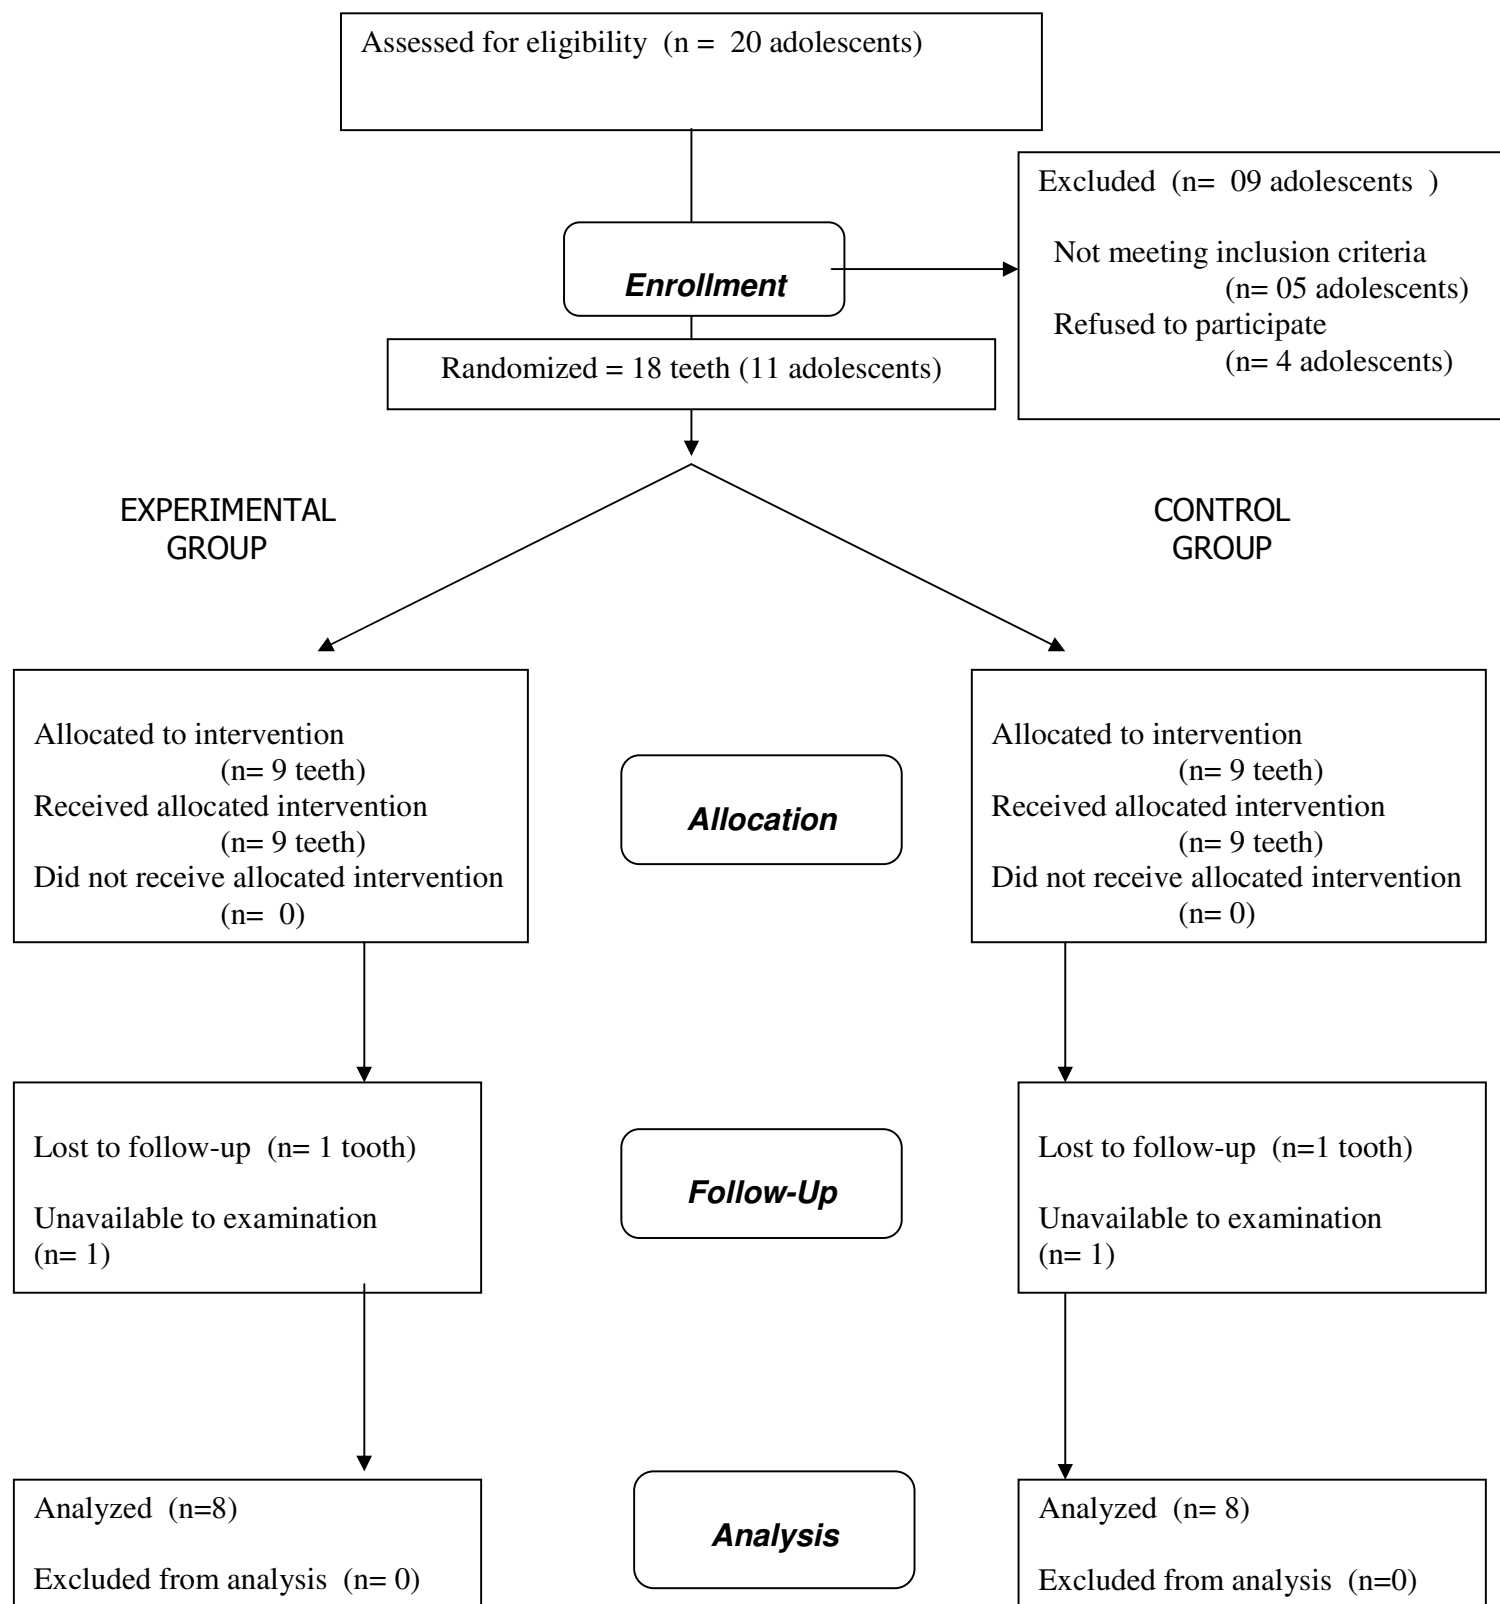 Assessed for eligibility (n = 20 adolescents)
Excluded (n= 09 adolescents )
Not meeting inclusion criteria
(n= 05 adolescents)
Refused to participate
(n= 4 adolescents)
Enrollment
Randomized = 18 teeth (11 adolescents)
EXPERIMENTAL
GROUP
CONTROL
GROUP
Allocated to intervention
(n= 9 teeth)
Received allocated intervention
(n= 9 teeth)
Did not receive allocated intervention
(n= 0)
Allocation
Allocated to intervention
(n= 9 teeth)
Received allocated intervention
(n= 9 teeth)
Did not receive allocated intervention
(n= 0)
Lost to follow-up (n= 1 tooth)
Unavailable to examination
(n= 1)
Follow-Up
Lost to follow-up (n=1 tooth)
Unavailable to examination
(n= 1)
Analyzed (n=8)
Excluded from analysis (n= 0)
Analysis
Analyzed (n= 8)
Excluded from analysis (n=0)